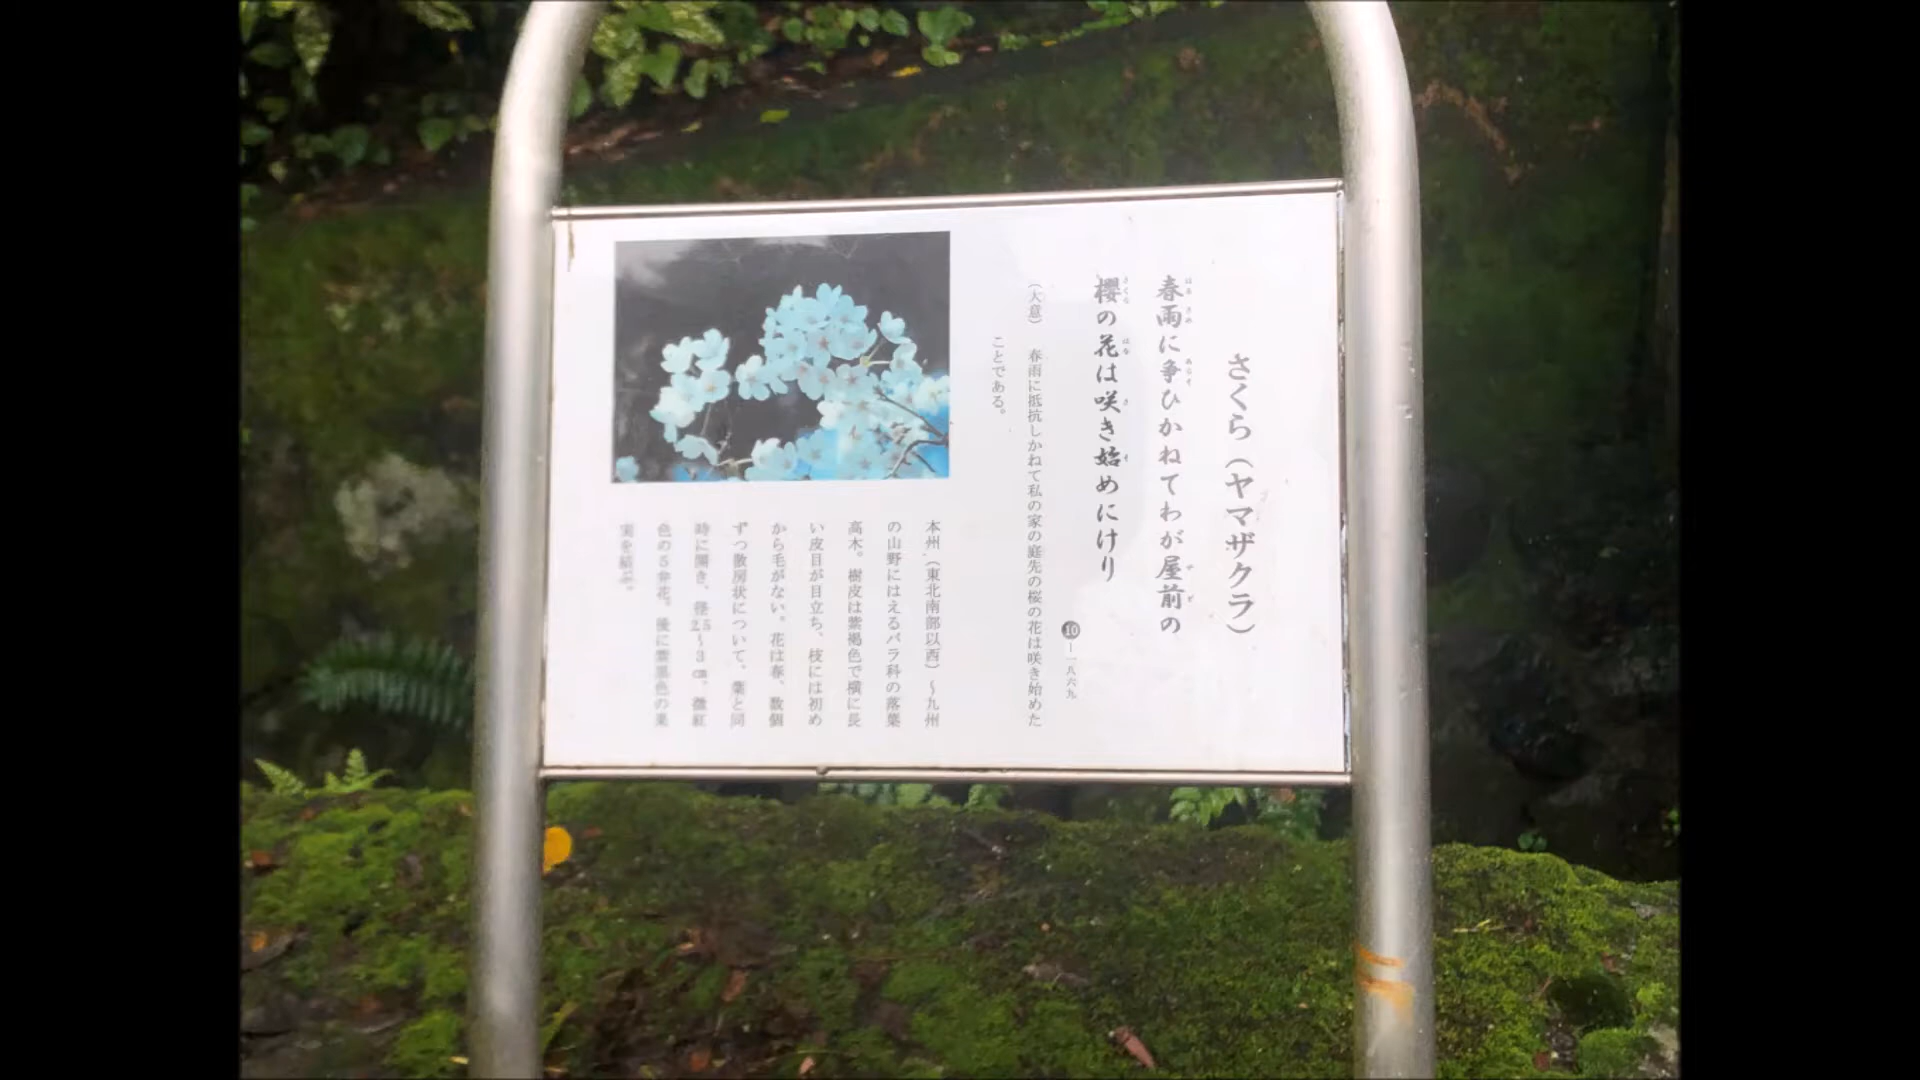 さくら（ヤマザクラ）
春雨に争ひかねてわが屋前の
櫻の花は咲き始めにけり
10－一八六九
（大意）　春雨に抵抗しかねて私の家の庭先の桜の花は咲き始めた
ことである。
本州（東北南部以西）～九州
の山野にはえるバラ科の落葉
高木。樹皮は紫褐色で横に長
い皮目が目立ち、枝には初め
から毛がない。花は春、数個
ずつ散房状について、葉と同
時に開き、径2.5～3㎝。微紅
色の5弁花。後に紫黒色の果
実を結ぶ。